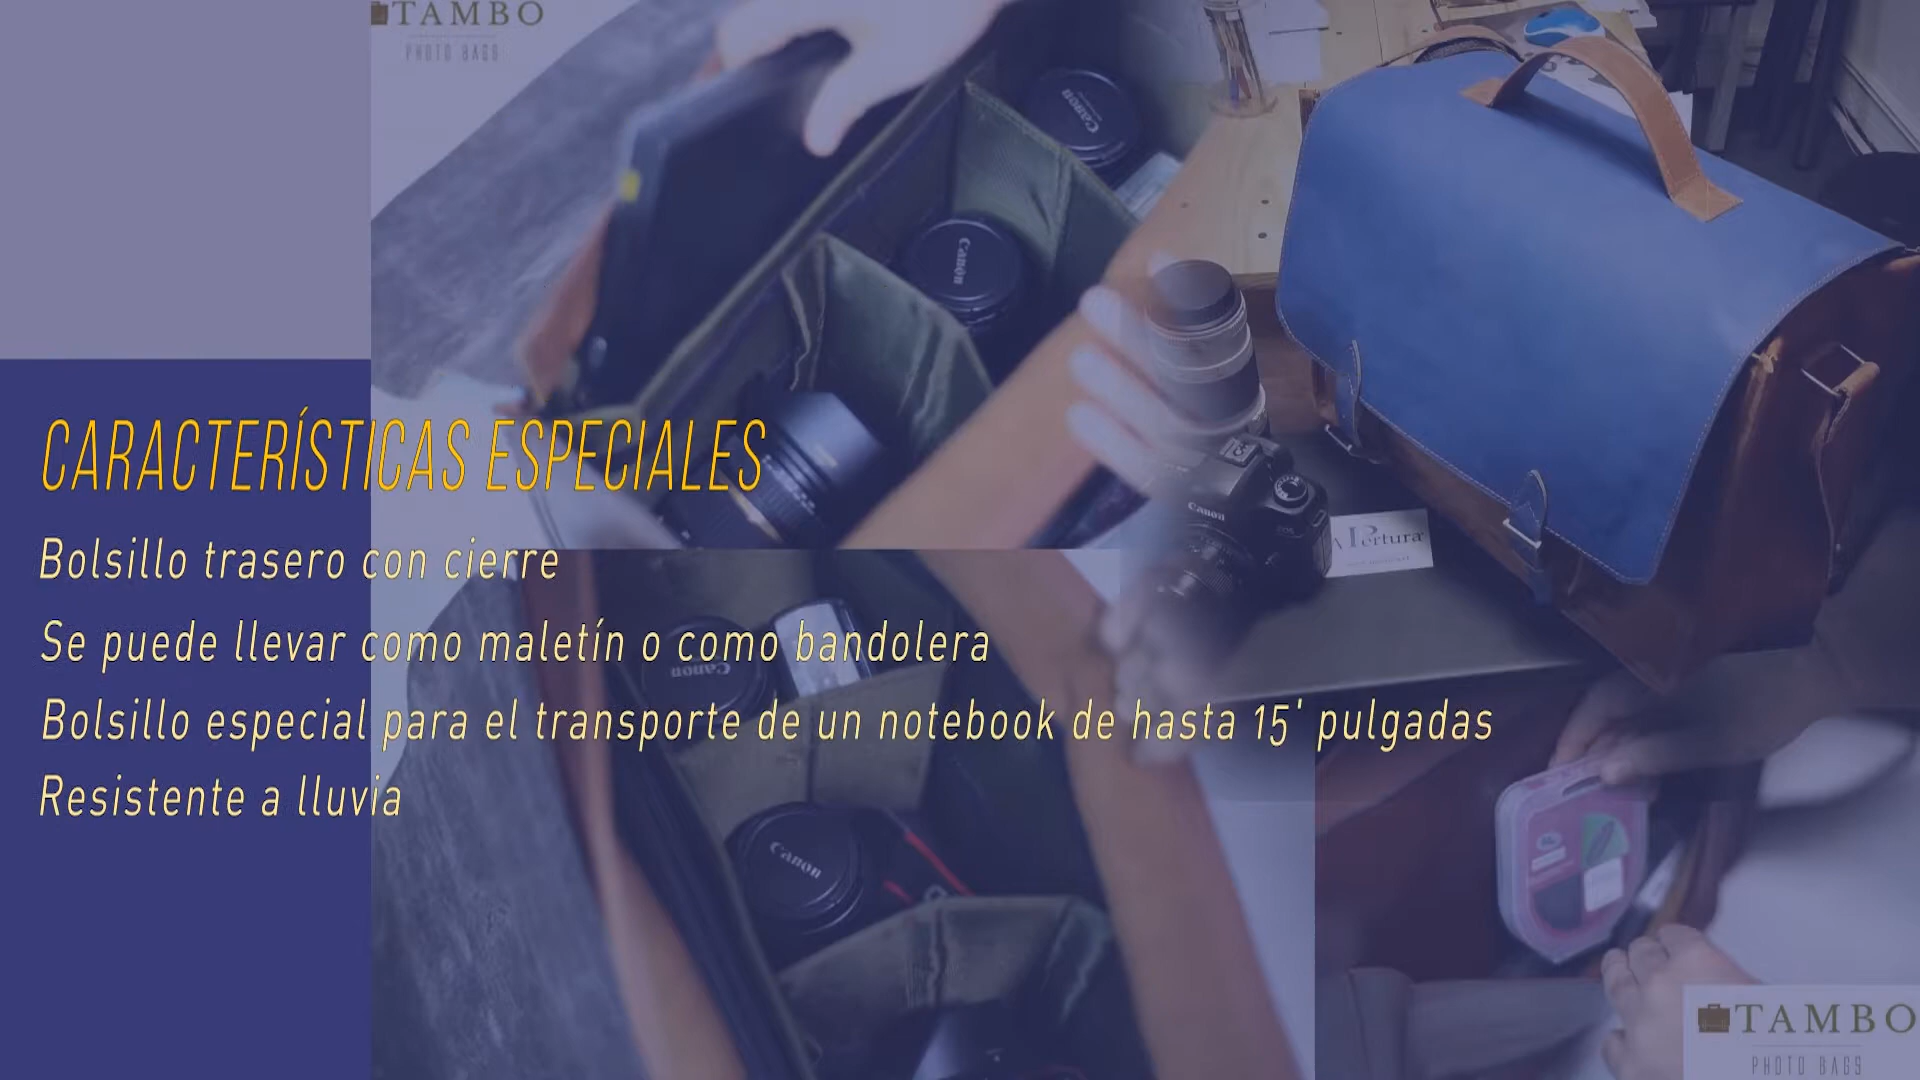 TAMBO
PHOTO BAGS
Canon
Canon
CARACTERÍSTICAS ESPECIALES
Canon
Bolsillo trasero con cierre
Se puede llevar como maletín o como bandolera
Canon
Bolsillo especial para el transporte de un notebook de hasta 15' pulgadas
Resistente a lluvia
Canon
TAMBO
PHOTO BAGS